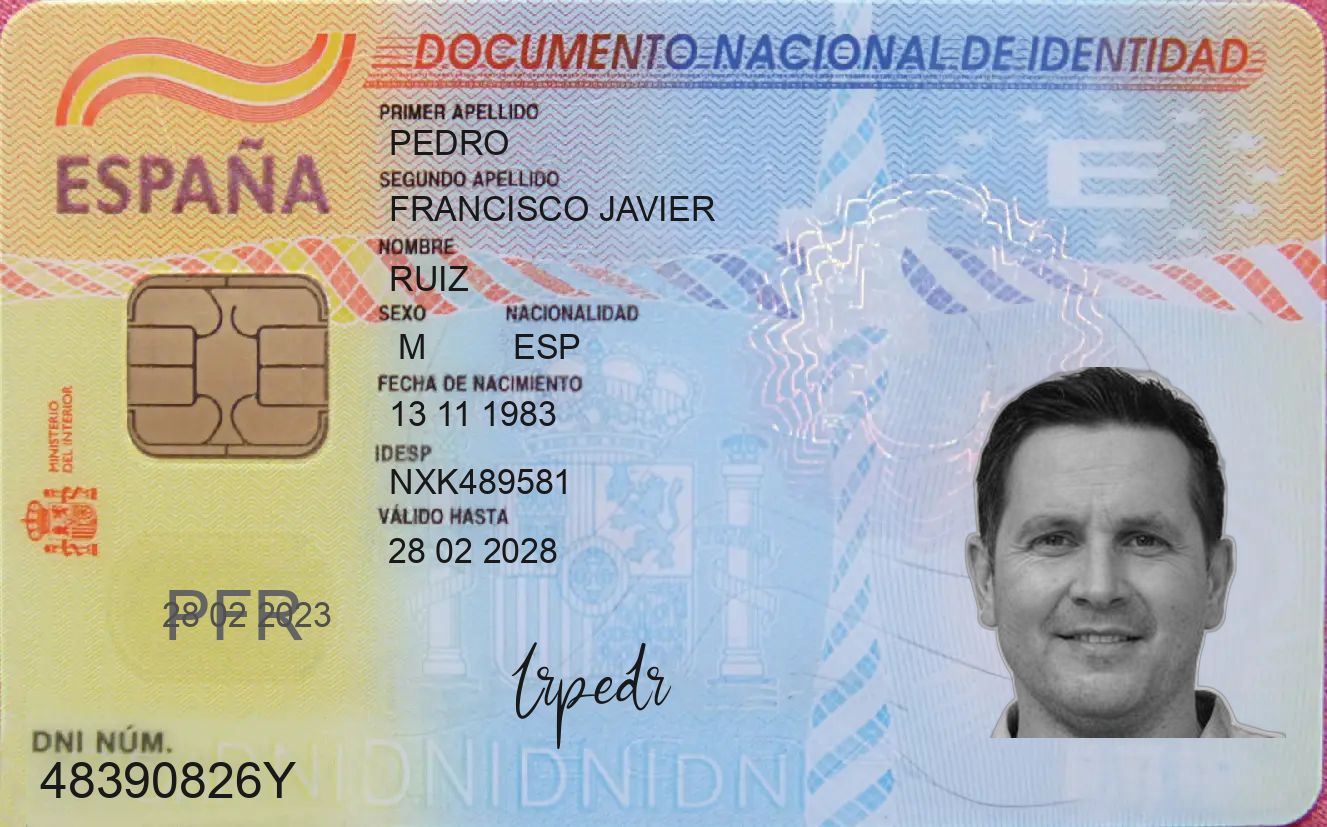 DOCUMENTO NACIONAL DE IDENTIDAD
ESPAÑA
PRIMER APELLIDO
PEDRO
SEGUNDO APELLIDO
FRANCISCO JAVIER
NOMBRE
RUIZ
SEXO NACIONALIDAD
M ESP
FECHA DE NACIMIENTO
13 11 1983
IDESP
NXK489581
VÁLIDO HASTA
28 02 2028
MINISTERIO
DEL INTERIOR
E
PFR
28 02 2023
lrpedr
DNI NÚM.
48390826Y
DNIDNIDNIDNI